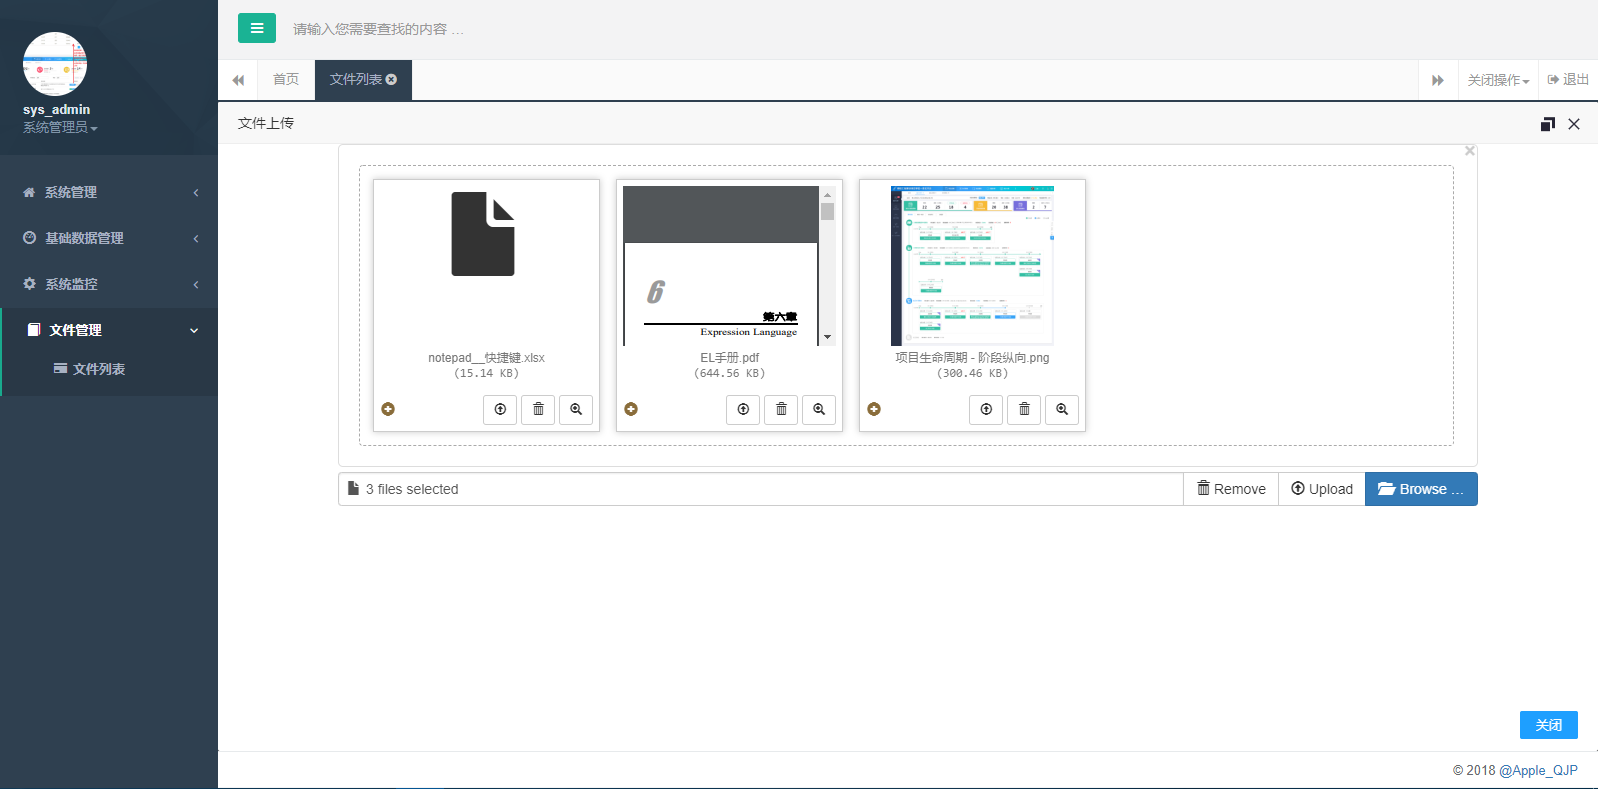 请输入您需要查找的内容 …
sys_admin
系统管理员
首页
文件列表
关闭操作
退出
文件上传
系统管理
基础数据管理
系统监控
文件管理
文件列表
6
第六章
Expression Language
notepad__快捷键.xlsx
(15.14 KB)
EL手册.pdf
(644.56 KB)
项目生命周期 - 阶段纵向.png
(300.46 KB)
3 files selected
Remove
Upload
Browse …
关闭
© 2018 @Apple_QJP